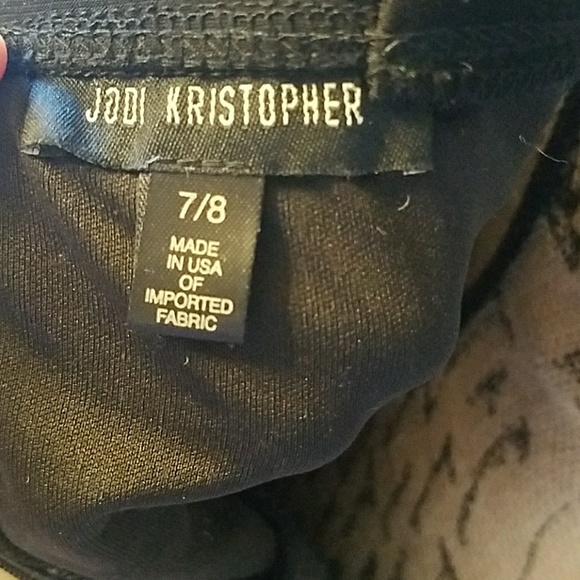 JODI KRISTOPHER
7/8
MADE
IN USA
OF
IMPORTED
FABRIC